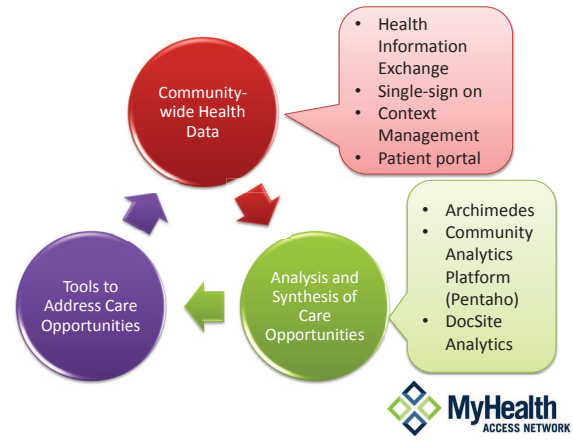 Community-
wide Health
Data
• Health
Information
Exchange
• Single-sign on
• Context
Management
• Patient portal
Tools to
Address Care
Opportunities
Analysis and
Synthesis of
Care
Opportunities
• Archimedes
• Community
Analytics
Platform
(Pentaho)
• DocSite
Analytics
MyHealth
ACCESS NETWORK